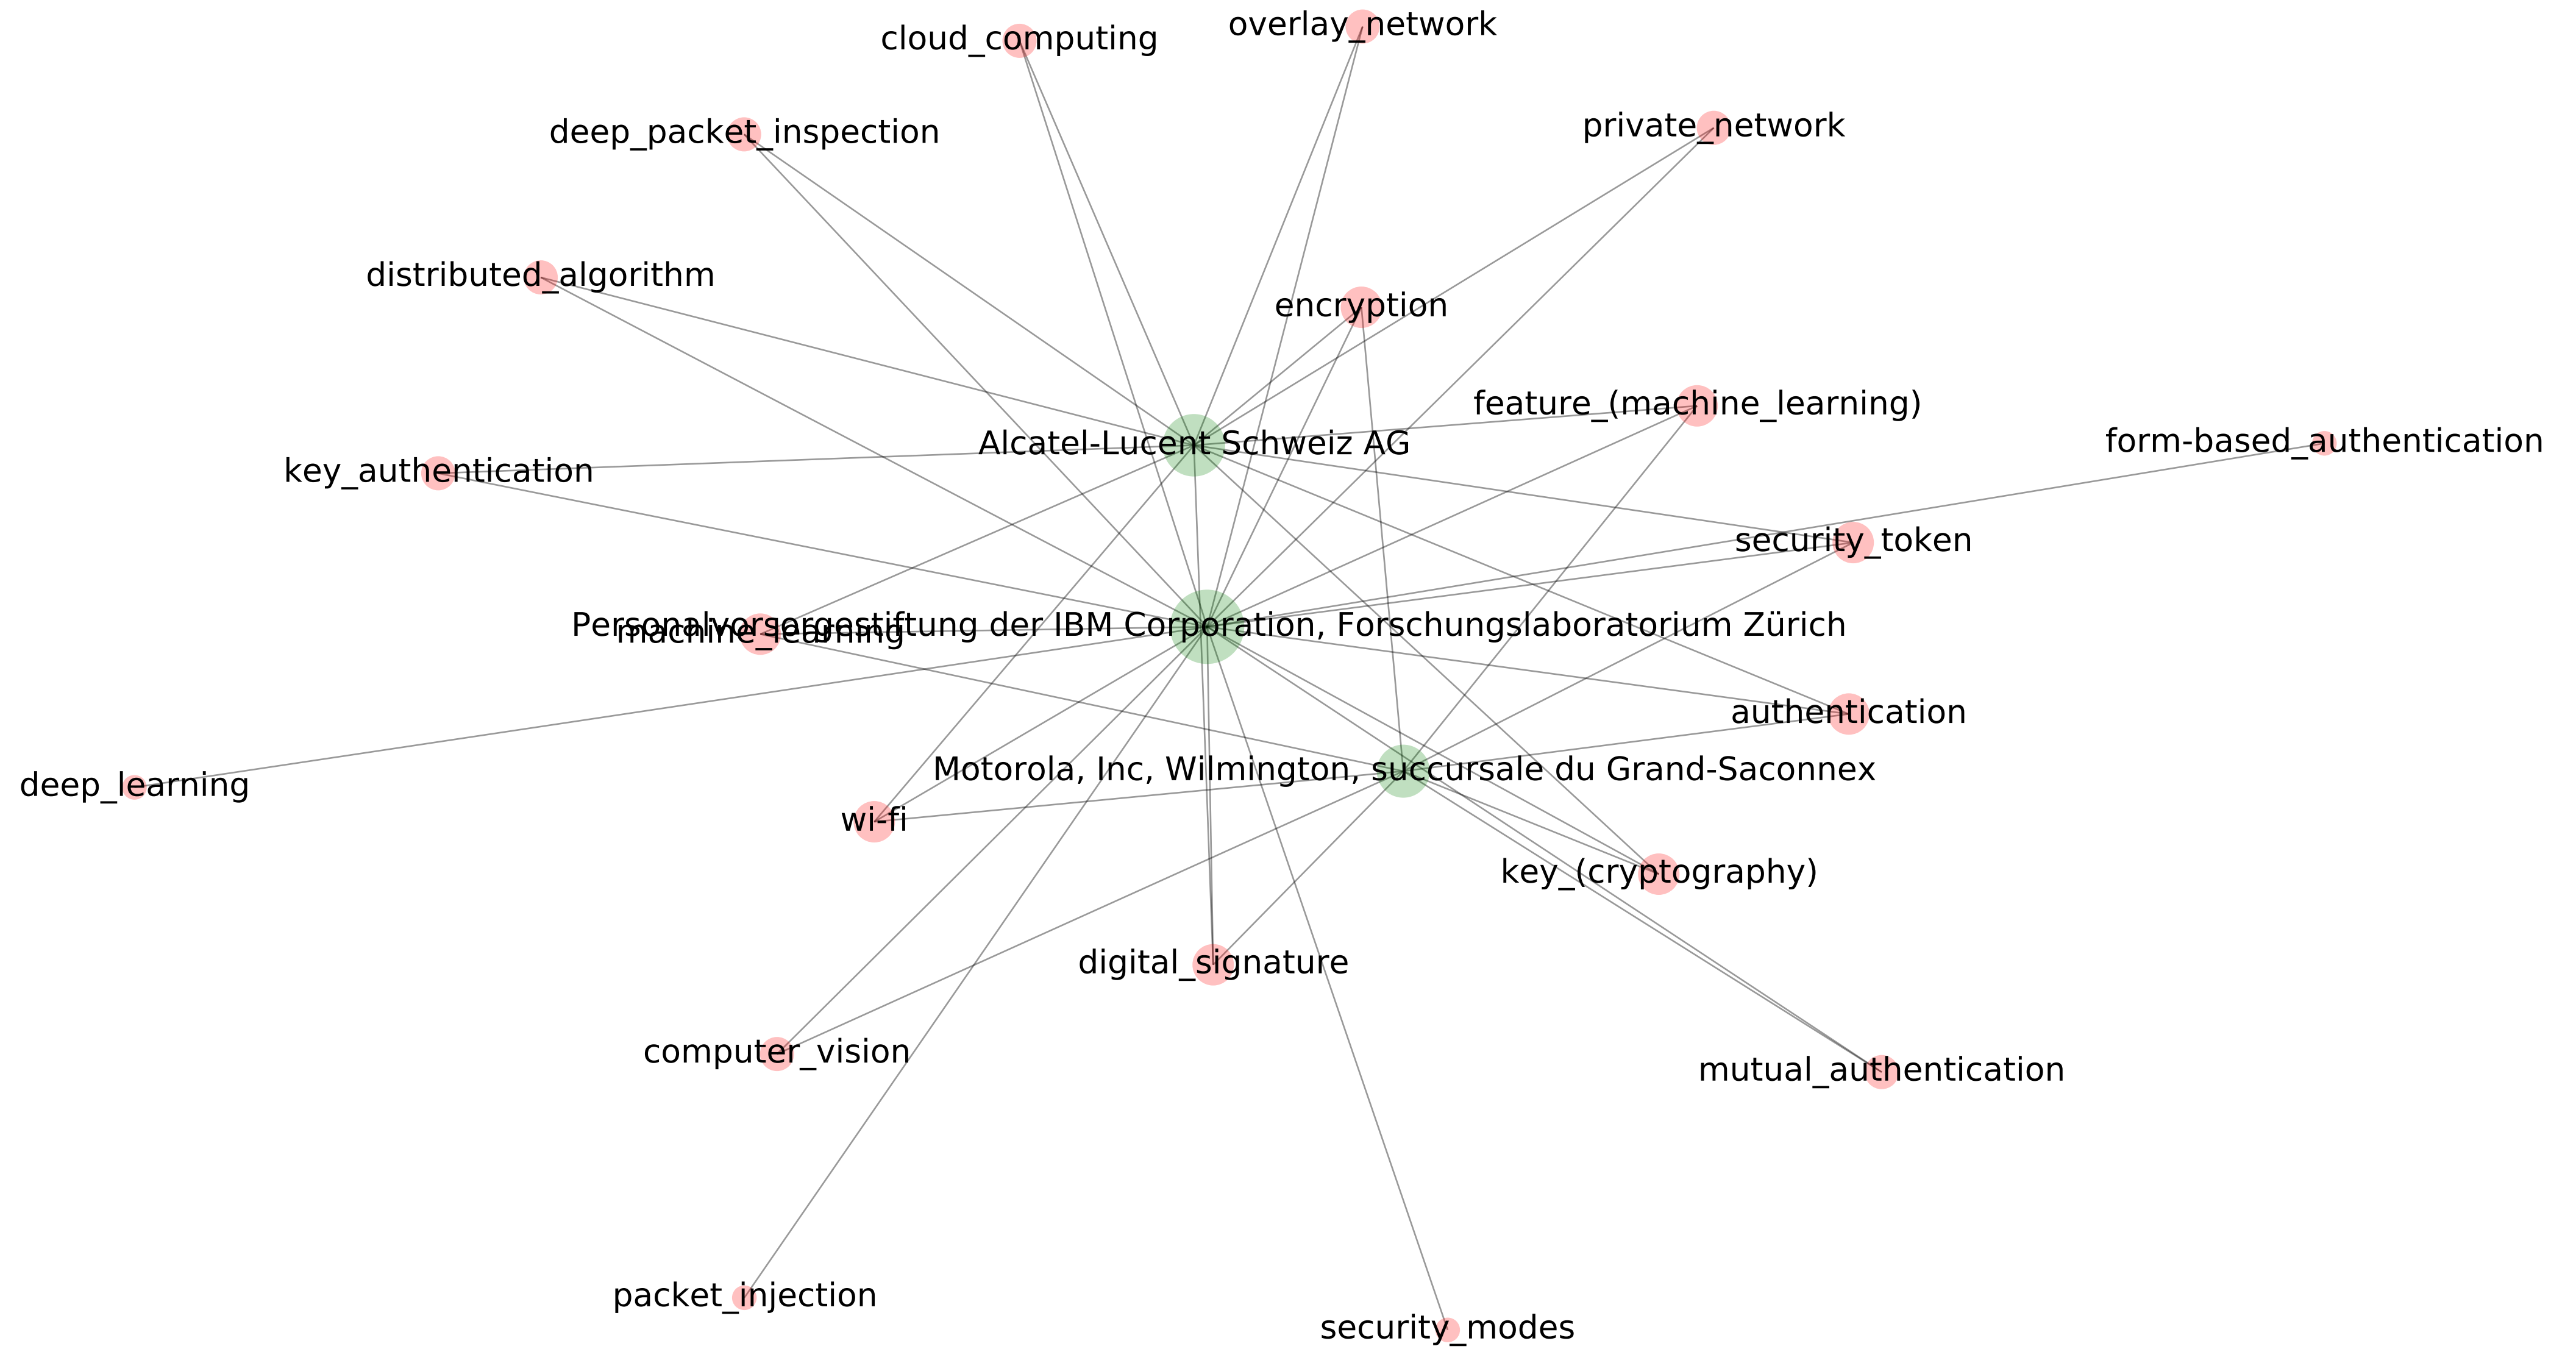 overlay_network
cloud_computing
private_network
deep_packet_inspection
distributed_algorithm
encryption
feature_(machine_learning)
form-based_authentication
Alcatel-Lucent Schweiz AG
key_authentication
security_token
Personalvorsorgestiftung der IBM Corporation, Forschungslaboratorium Zürich
machine_learning
authentication
Motorola, Inc, Wilmington, succursale du Grand-Saconnex
deep_learning
wi-fi
key_(cryptography)
digital_signature
computer_vision
mutual_authentication
packet_injection
security_modes